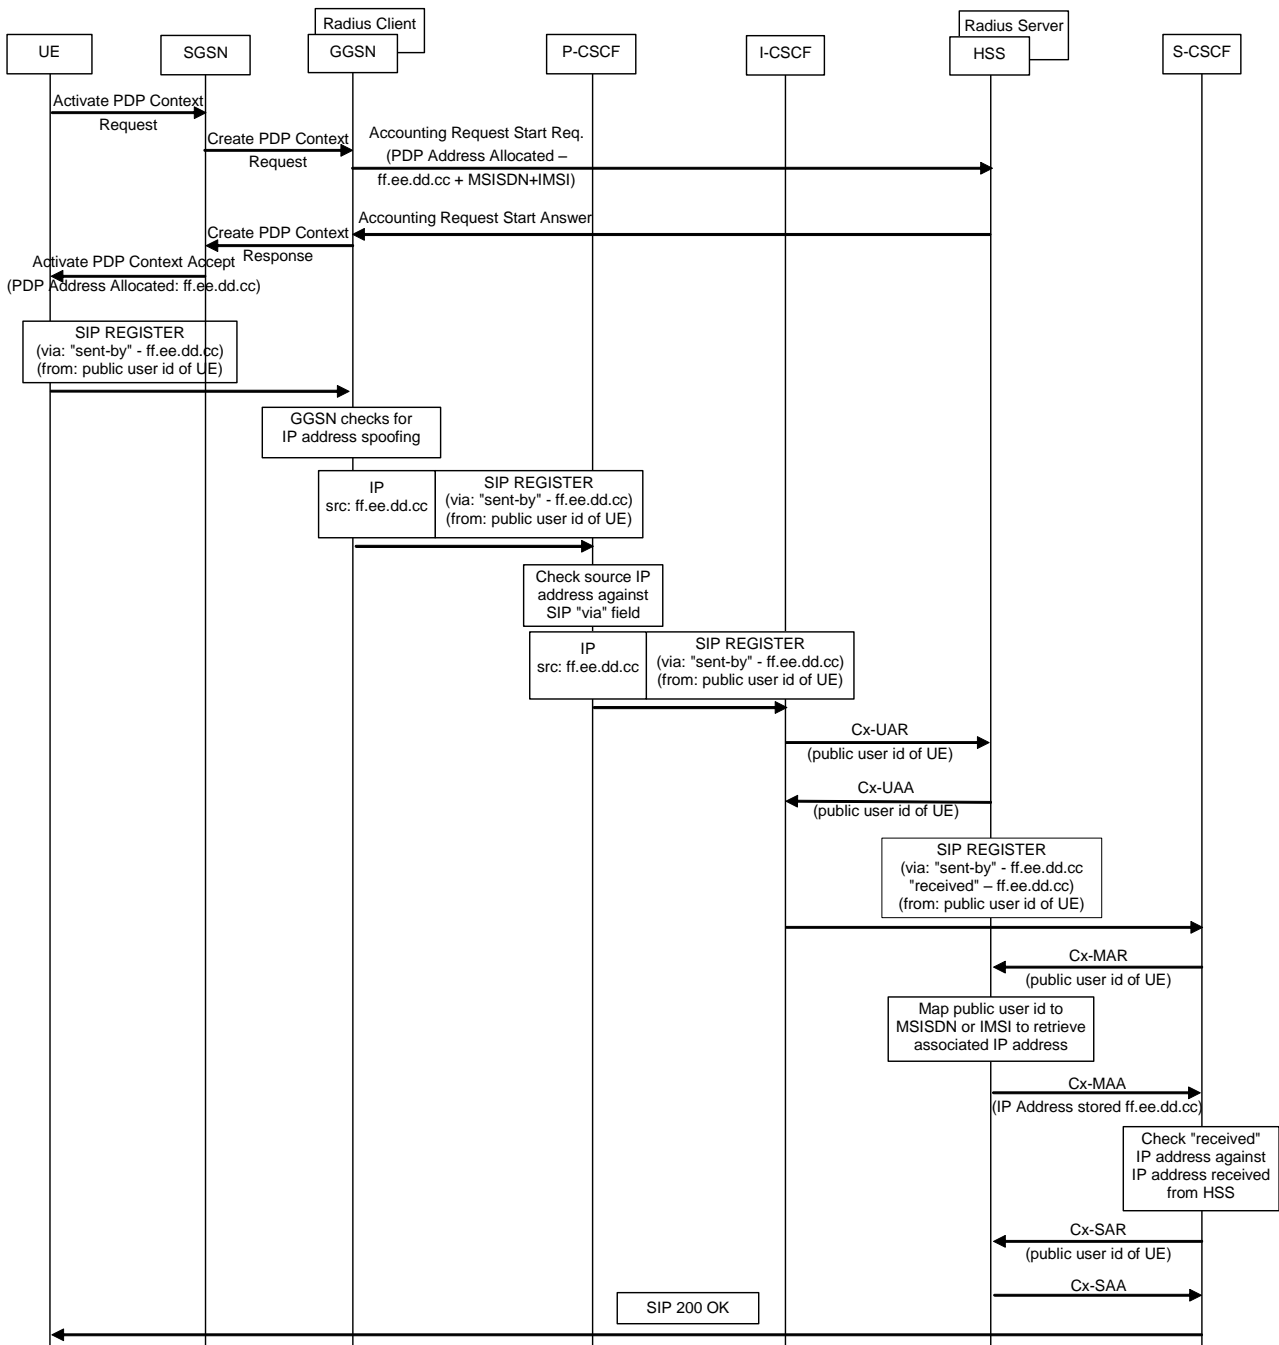 Radius Client
Radius Server
UE
SGSN
GGSN
P-CSCF
I-CSCF
HSS
S-CSCF
Activate PDP Context
Request
Create PDP Context
Request
Accounting Request Start Req.
(PDP Address Allocated –
ff.ee.dd.cc + MSISDN+IMSI)
Accounting Request Start Answer
Create PDP Context
Response
Activate PDP Context Accept
(PDP Address Allocated: ff.ee.dd.cc)
SIP REGISTER
(via: "sent-by" - ff.ee.dd.cc)
(from: public user id of UE)
GGSN checks for
IP address spoofing
IP
src: ff.ee.dd.cc
SIP REGISTER
(via: "sent-by" - ff.ee.dd.cc)
(from: public user id of UE)
Check source IP
address against
SIP "via" field
IP
src: ff.ee.dd.cc
SIP REGISTER
(via: "sent-by" - ff.ee.dd.cc)
(from: public user id of UE)
Cx-UAR
(public user id of UE)
Cx-UAA
(public user id of UE)
SIP REGISTER
(via: "sent-by" - ff.ee.dd.cc
"received" – ff.ee.dd.cc)
(from: public user id of UE)
Cx-MAR
(public user id of UE)
Map public user id to
MSISDN or IMSI to retrieve
associated IP address
Cx-MAA
(IP Address stored ff.ee.dd.cc)
Check "received"
IP address against
IP address received
from HSS
Cx-SAR
(public user id of UE)
Cx-SAA
SIP 200 OK